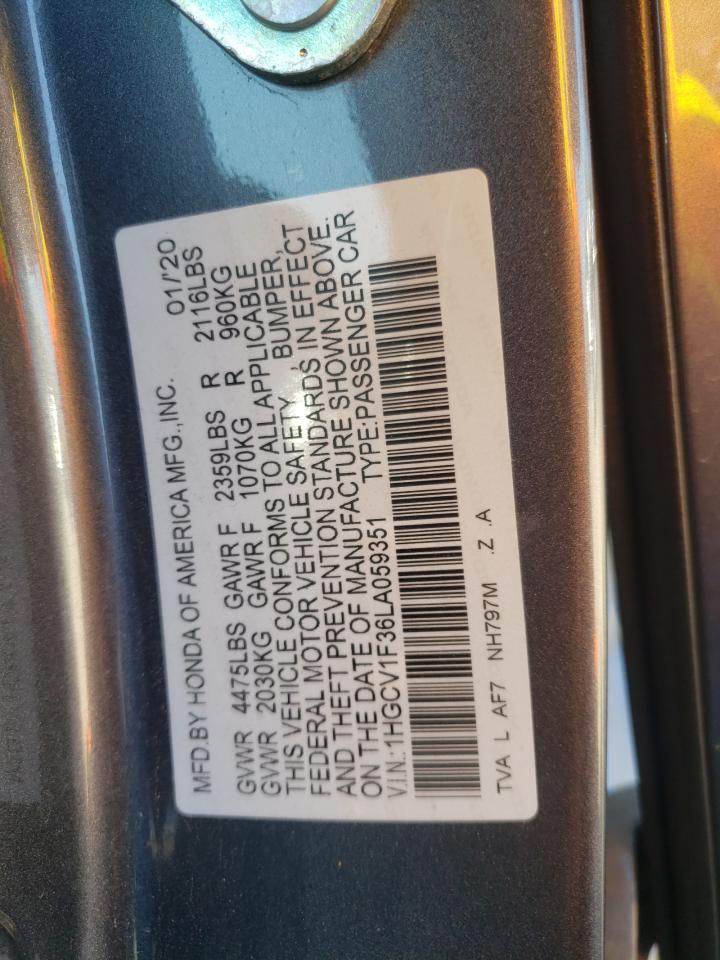 MFD.BY HONDA OF AMERICA MFG.,INC. 01/'20
GVWR 4475LBS GAWR F 2359LBS R 2116LBS
GVWR 2030KG GAWR F 1070KG R 960KG
THIS VEHICLE CONFORMS TO ALL APPLICABLE
FEDERAL MOTOR VEHICLE SAFETY, BUMPER,
AND THEFT PREVENTION STANDARDS IN EFFECT
ON THE DATE OF MANUFACTURE SHOWN ABOVE.
V.I.N.:1HGCV1F36LA059351 TYPE:PASSENGER CAR
TVA L AF7 NH797M .Z .A